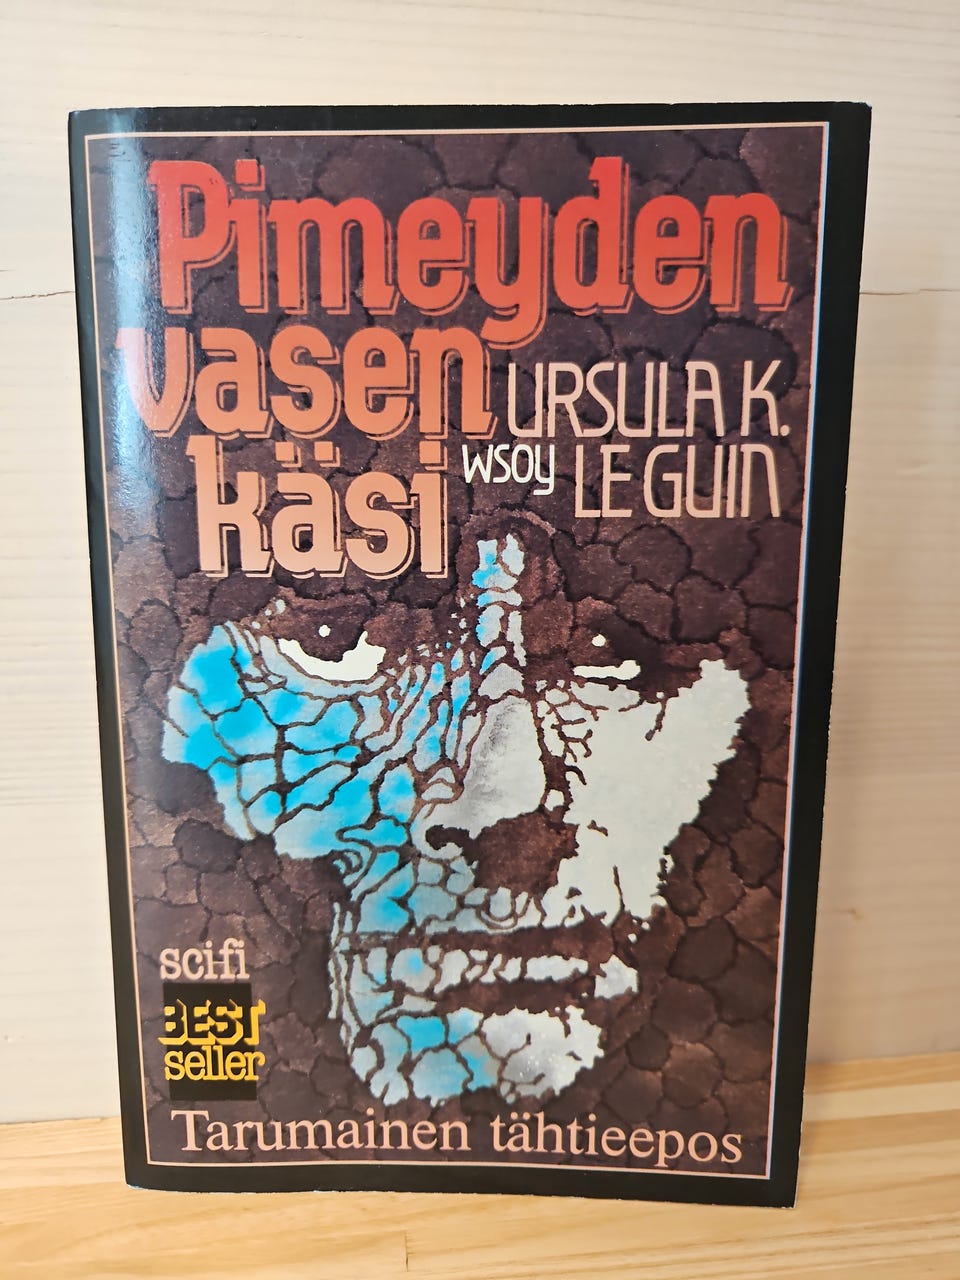 Pimeyden
vasen
käsi
URSULA K.
LE GUIN
WSOY
sci-fi
BEST
seller
Tarumainen tähtieepos